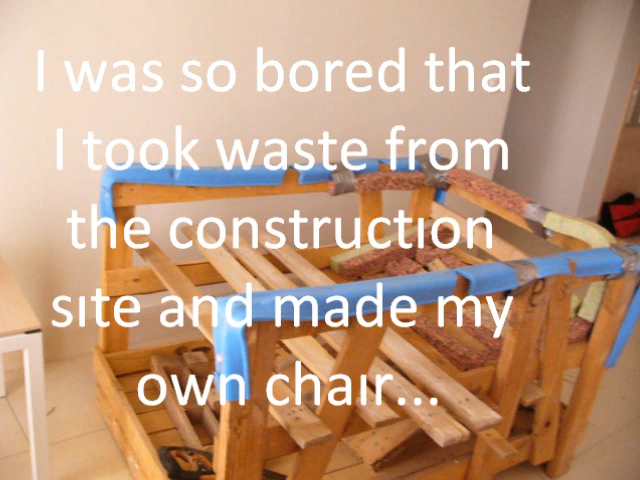 I was so bored that
I took waste from
the construction
site and made my
own chair...